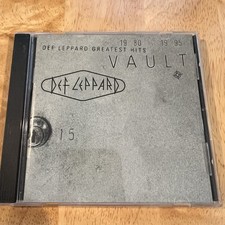 19 80 19 95
DEF LEPPARD GREATEST HITS
VAULT
DEF LEPPARD
15